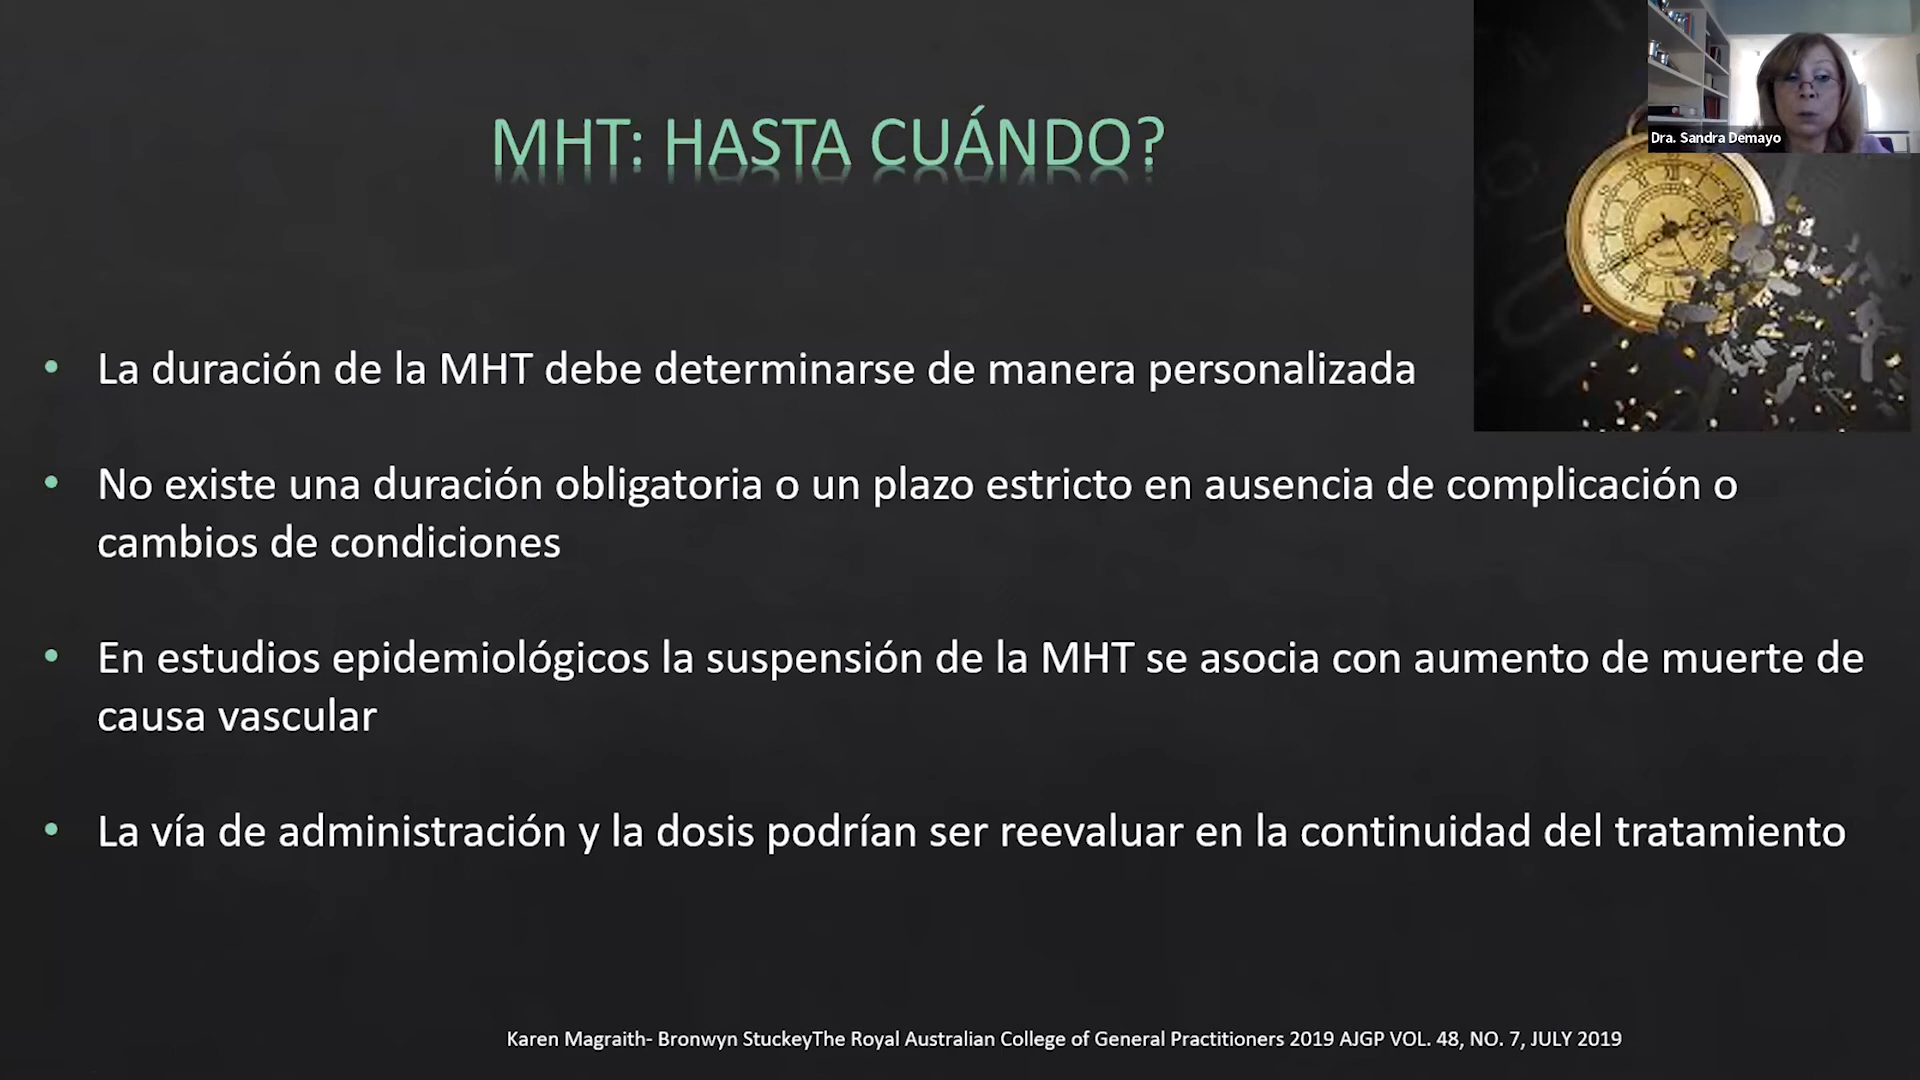 Dra. Sandra Demayo
MHT: HASTA CUÁNDO?
• La duración de la MHT debe determinarse de manera personalizada
• No existe una duración obligatoria o un plazo estricto en ausencia de complicación o
cambios de condiciones
• En estudios epidemiológicos la suspensión de la MHT se asocia con aumento de muerte de
causa vascular
• La vía de administración y la dosis podrían ser reevaluar en la continuidad del tratamiento
Karen Magraith- Bronwyn StuckeyThe Royal Australian College of General Practitioners 2019 AJGP VOL. 48, NO. 7, JULY 2019